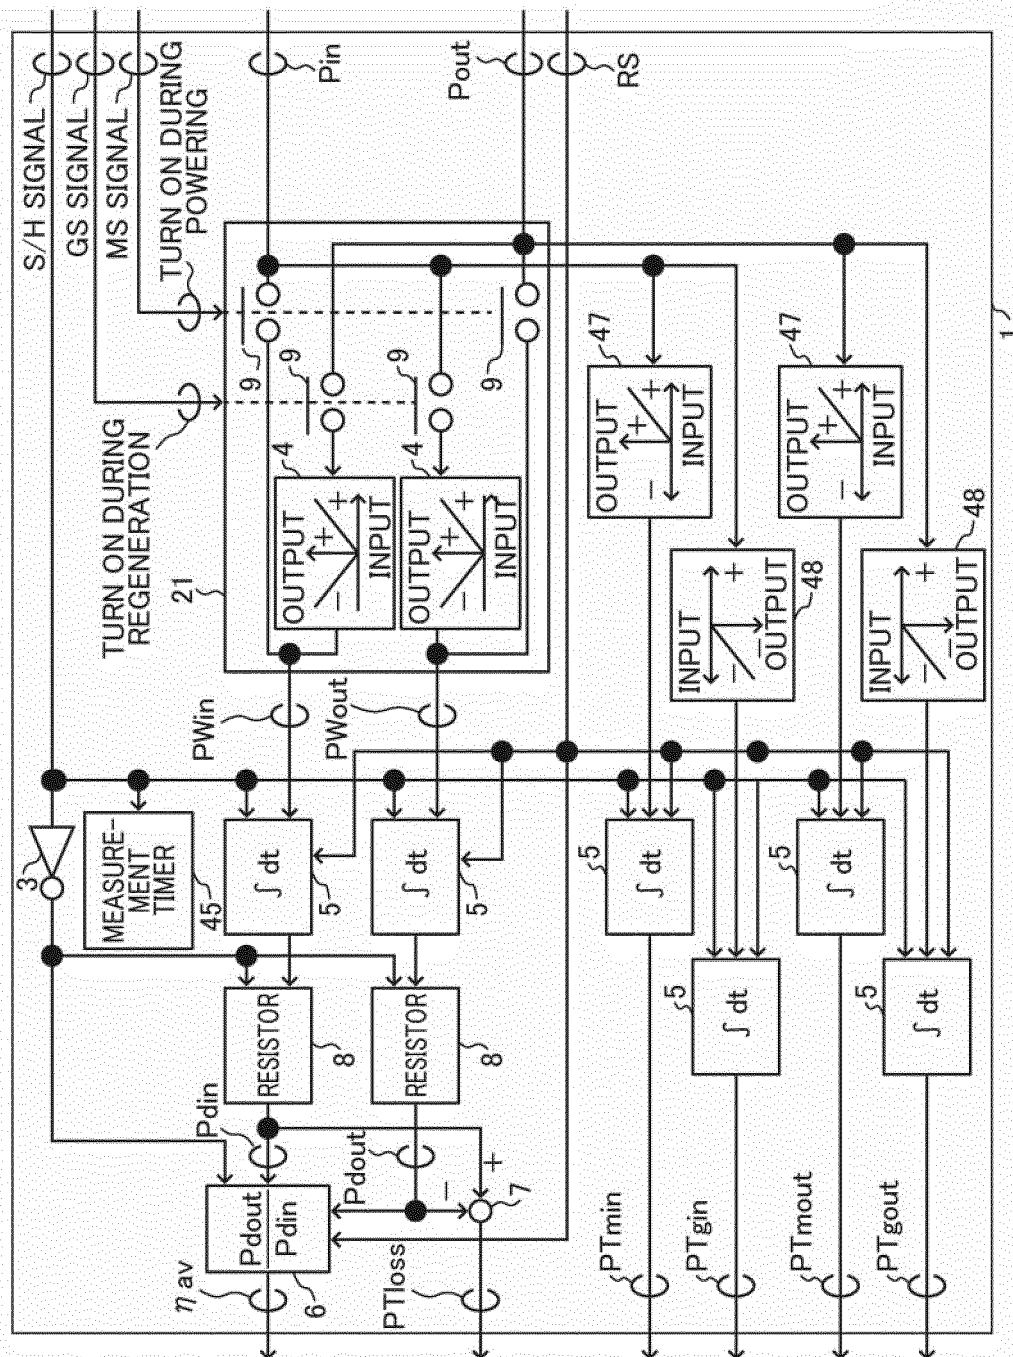 S/H SIGNAL
GS SIGNAL
MS SIGNAL
TURN ON DURING
POWERING
TURN ON DURING
REGENERATION
Pin
Pout
RS
1
9
9
9
9
21
4
OUTPUT
+
+
−
INPUT
4
OUTPUT
+
+
−
INPUT
47
OUTPUT
+
+
−
INPUT
47
OUTPUT
+
+
−
INPUT
48
INPUT
+
−
−
OUTPUT
48
INPUT
+
−
−
OUTPUT
PWin
PWout
3
MEASURE-
MENT
TIMER
45
∫dt
5
∫dt
5
∫dt
5
∫dt
5
∫dt
5
∫dt
5
RESISTOR
8
RESISTOR
8
Pdin
Pdout
+
−
7
Pdout
Pdin
6
ηav
PTloss
PTmin
PTgin
PTmout
PTgout